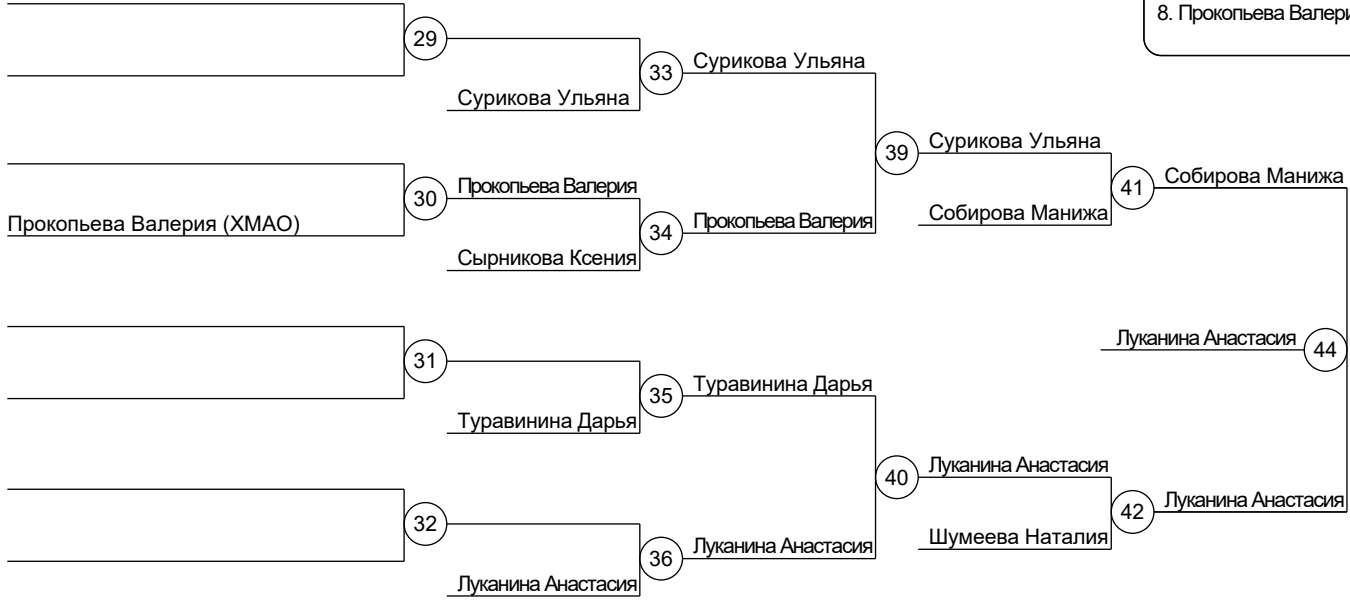 8. Прокопьева Валери
29
Сурикова Ульяна
33
Сурикова Ульяна
39
Сурикова Ульяна
Собирова Манижа
41
Собирова Манижа
30
Прокопьева Валерия
Прокопьева Валерия (ХМАО)
34
Прокопьева Валерия
Сырникова Ксения
31
Луканина Анастасия
44
35
Туравинина Дарья
Туравинина Дарья
40
Луканина Анастасия
Шумеева Наталия
42
Луканина Анастасия
32
36
Луканина Анастасия
Луканина Анастасия